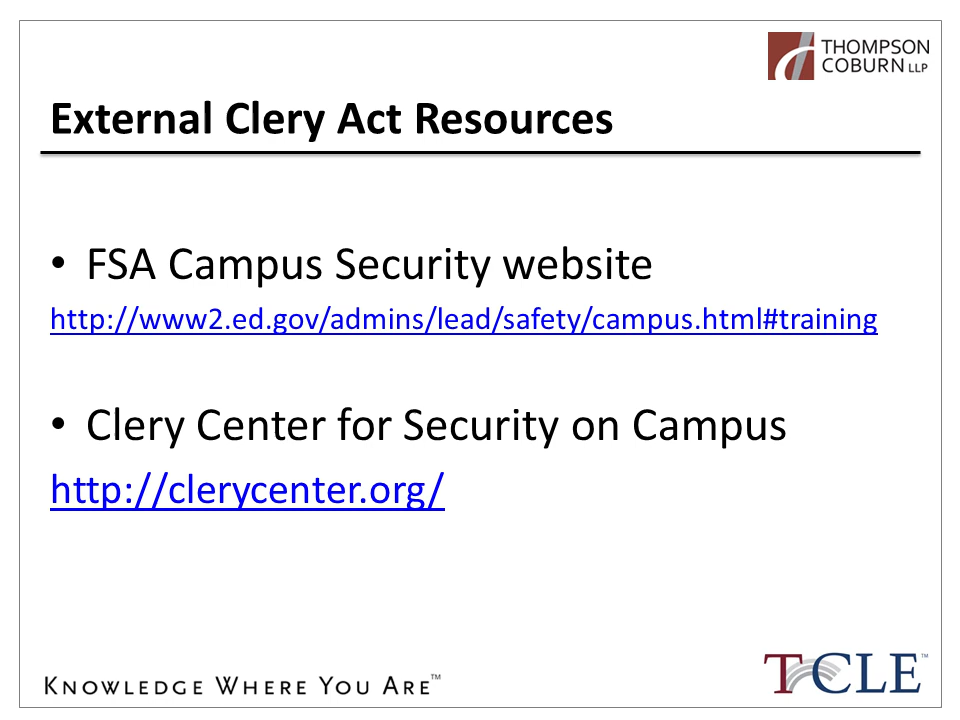 THOMPSON
COBURN LLP
External Clery Act Resources
• FSA Campus Security website
http://www2.ed.gov/admins/lead/safety/campus.html#training
• Clery Center for Security on Campus
http://clerycenter.org/
KNOWLEDGE WHERE YOU ARE™
TCLE™